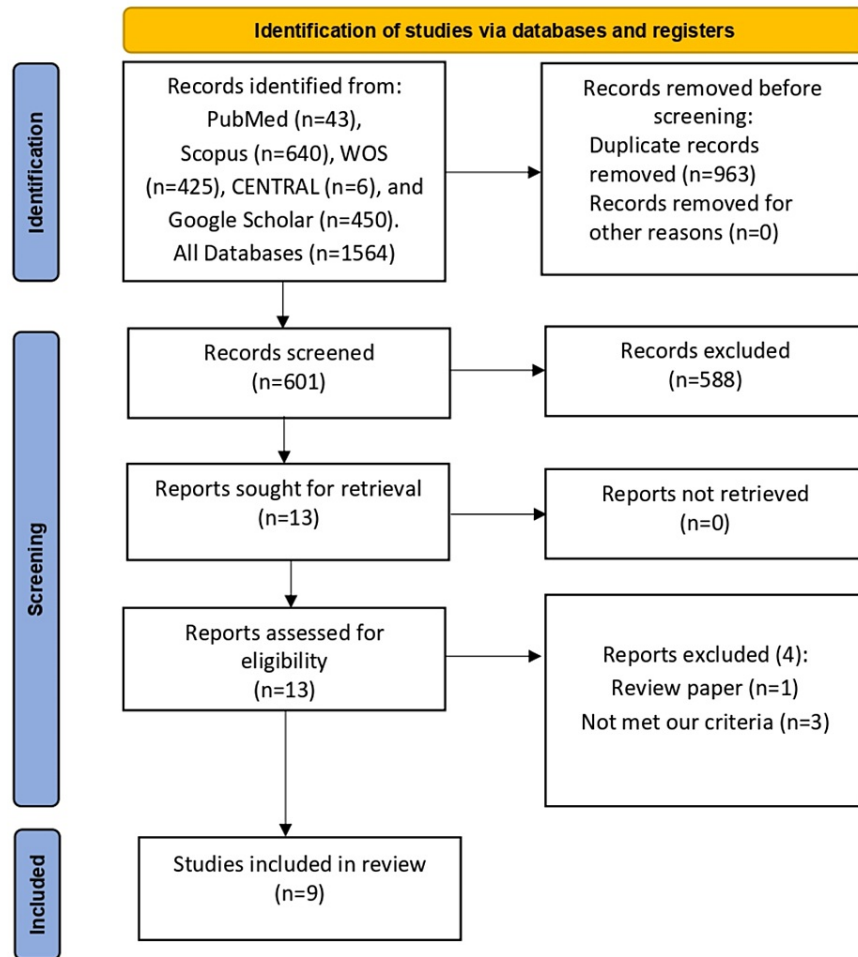 Identification of studies via databases and registers
Identification
Records identified from:
PubMed (n=43),
Scopus (n=640), WOS
(n=425), CENTRAL (n=6), and
Google Scholar (n=450).
All Databases (n=1564)
Records removed before
screening:
Duplicate records
removed (n=963)
Records removed for
other reasons (n=0)
Screening
Records screened
(n=601)
Records excluded
(n=588)
Reports sought for retrieval
(n=13)
Reports not retrieved
(n=0)
Reports assessed for
eligibility
(n=13)
Reports excluded (4):
Review paper (n=1)
Not met our criteria (n=3)
Included
Studies included in review
(n=9)